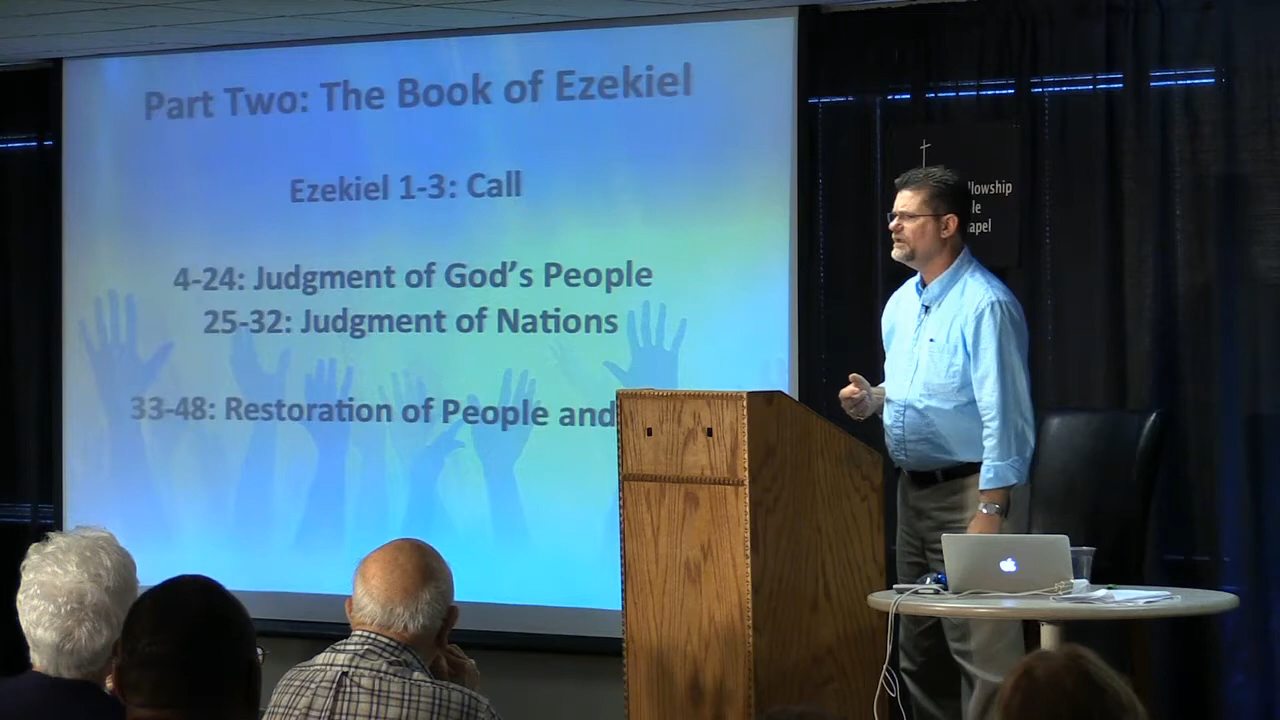 Part Two: The Book of Ezekiel
Ezekiel 1-3: Call
4-24: Judgment of God's People
25-32: Judgment of Nations
33-48: Restoration of People and
llowship
le
apel